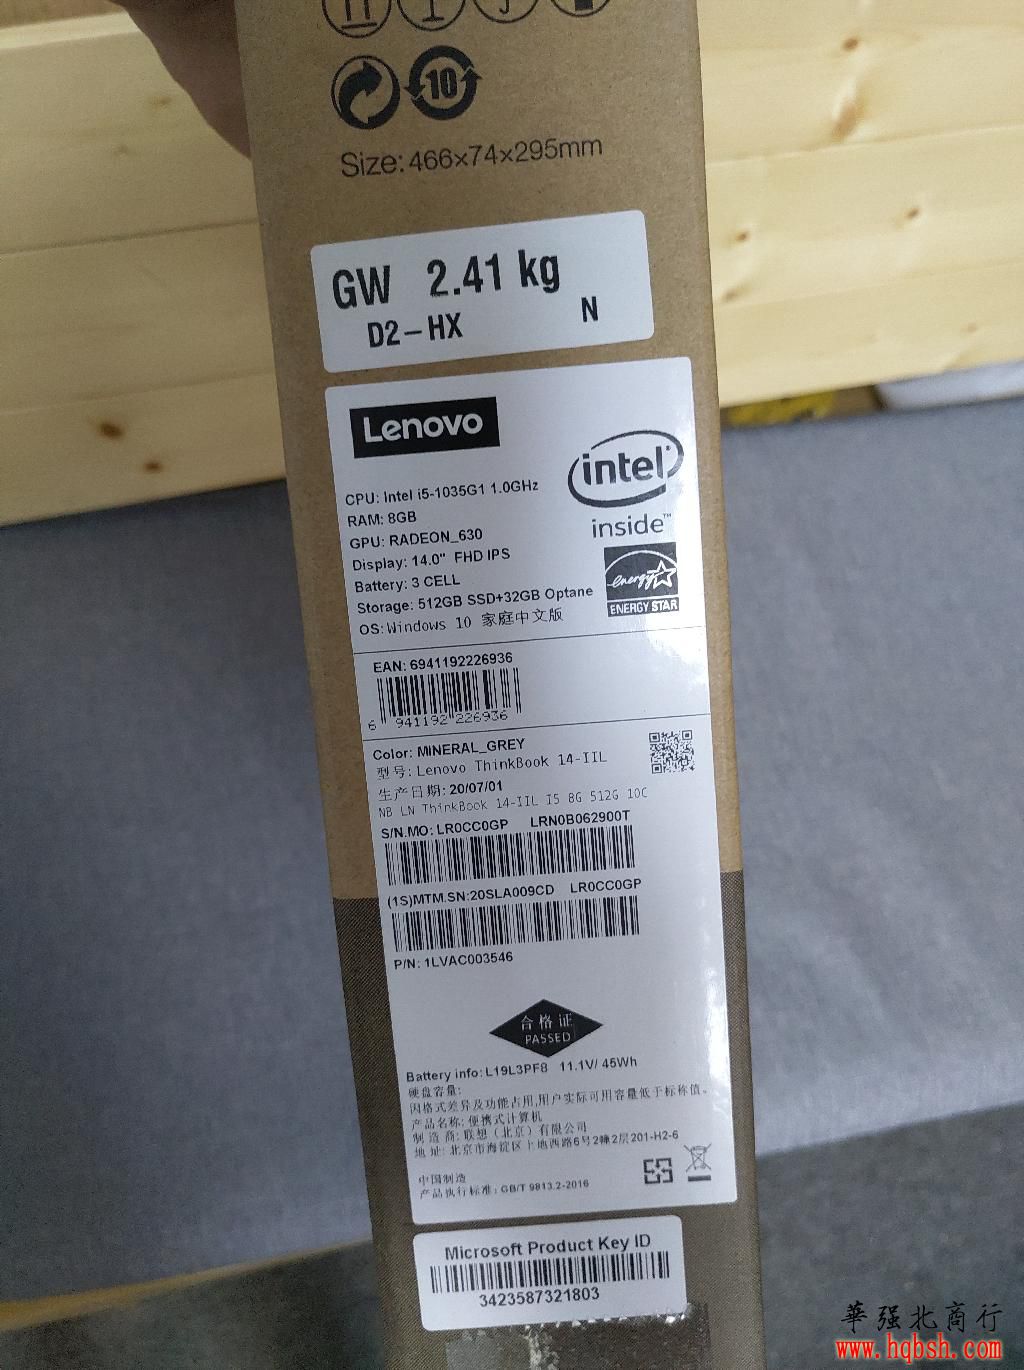 10
Size: 466×74×295mm
GW 2.41 kg
D2-HX N
Lenovo
intel
inside™
CPU: Intel i5-1035G1 1.0GHz
RAM: 8GB
GPU: RADEON_630
Display: 14.0" FHD IPS
Battery: 3 CELL
Storage: 512GB SSD+32GB Optane
OS: Windows 10 家庭中文版
energy
ENERGY STAR
EAN: 6941192226936
6 941192 226936
Color: MINERAL_GREY
型号: Lenovo ThinkBook 14-IIL
生产日期: 20/07/01
NB LN ThinkBook 14-IIL I5 8G 512G 10C
S/N.MO: LR0CC0GP LRN0B062900T
(1S)MTM.SN:20SLA009CD LR0CC0GP
P/N: 1LVAC003546
合格证
PASSED
Battery info: L19L3PF8 11.1V/ 45Wh
硬盘容量:
因格式差异及功能占用,用户实际可用容量低于标称值。
产品名称: 便携式计算机
制造商: 联想（北京）有限公司
地址: 北京市海淀区上地西路6号2幢2层201-H2-6
中国制造
产品执行标准: GB/T 9813.2-2016
Microsoft Product Key ID
3423587321803
華强北商行
www.hqbsh.com